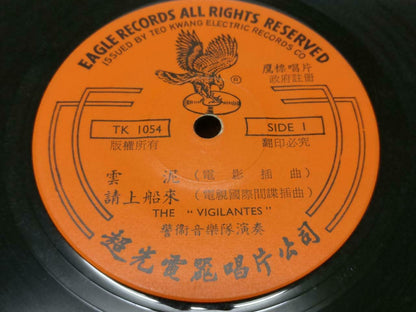 EAGLE RECORDS ALL RIGHTS RESERVED
ISSUED BY TEO KWANG ELECTRIC RECORDS CO
鷹標唱片
政府註冊
®
TK 1054
SIDE 1
版權所有
翻印必究
雲泥(電影插曲)
請上船來(電視國際間諜插曲)
THE "VIGILANTES"
警衞音樂隊演奏
超光電器唱片公司